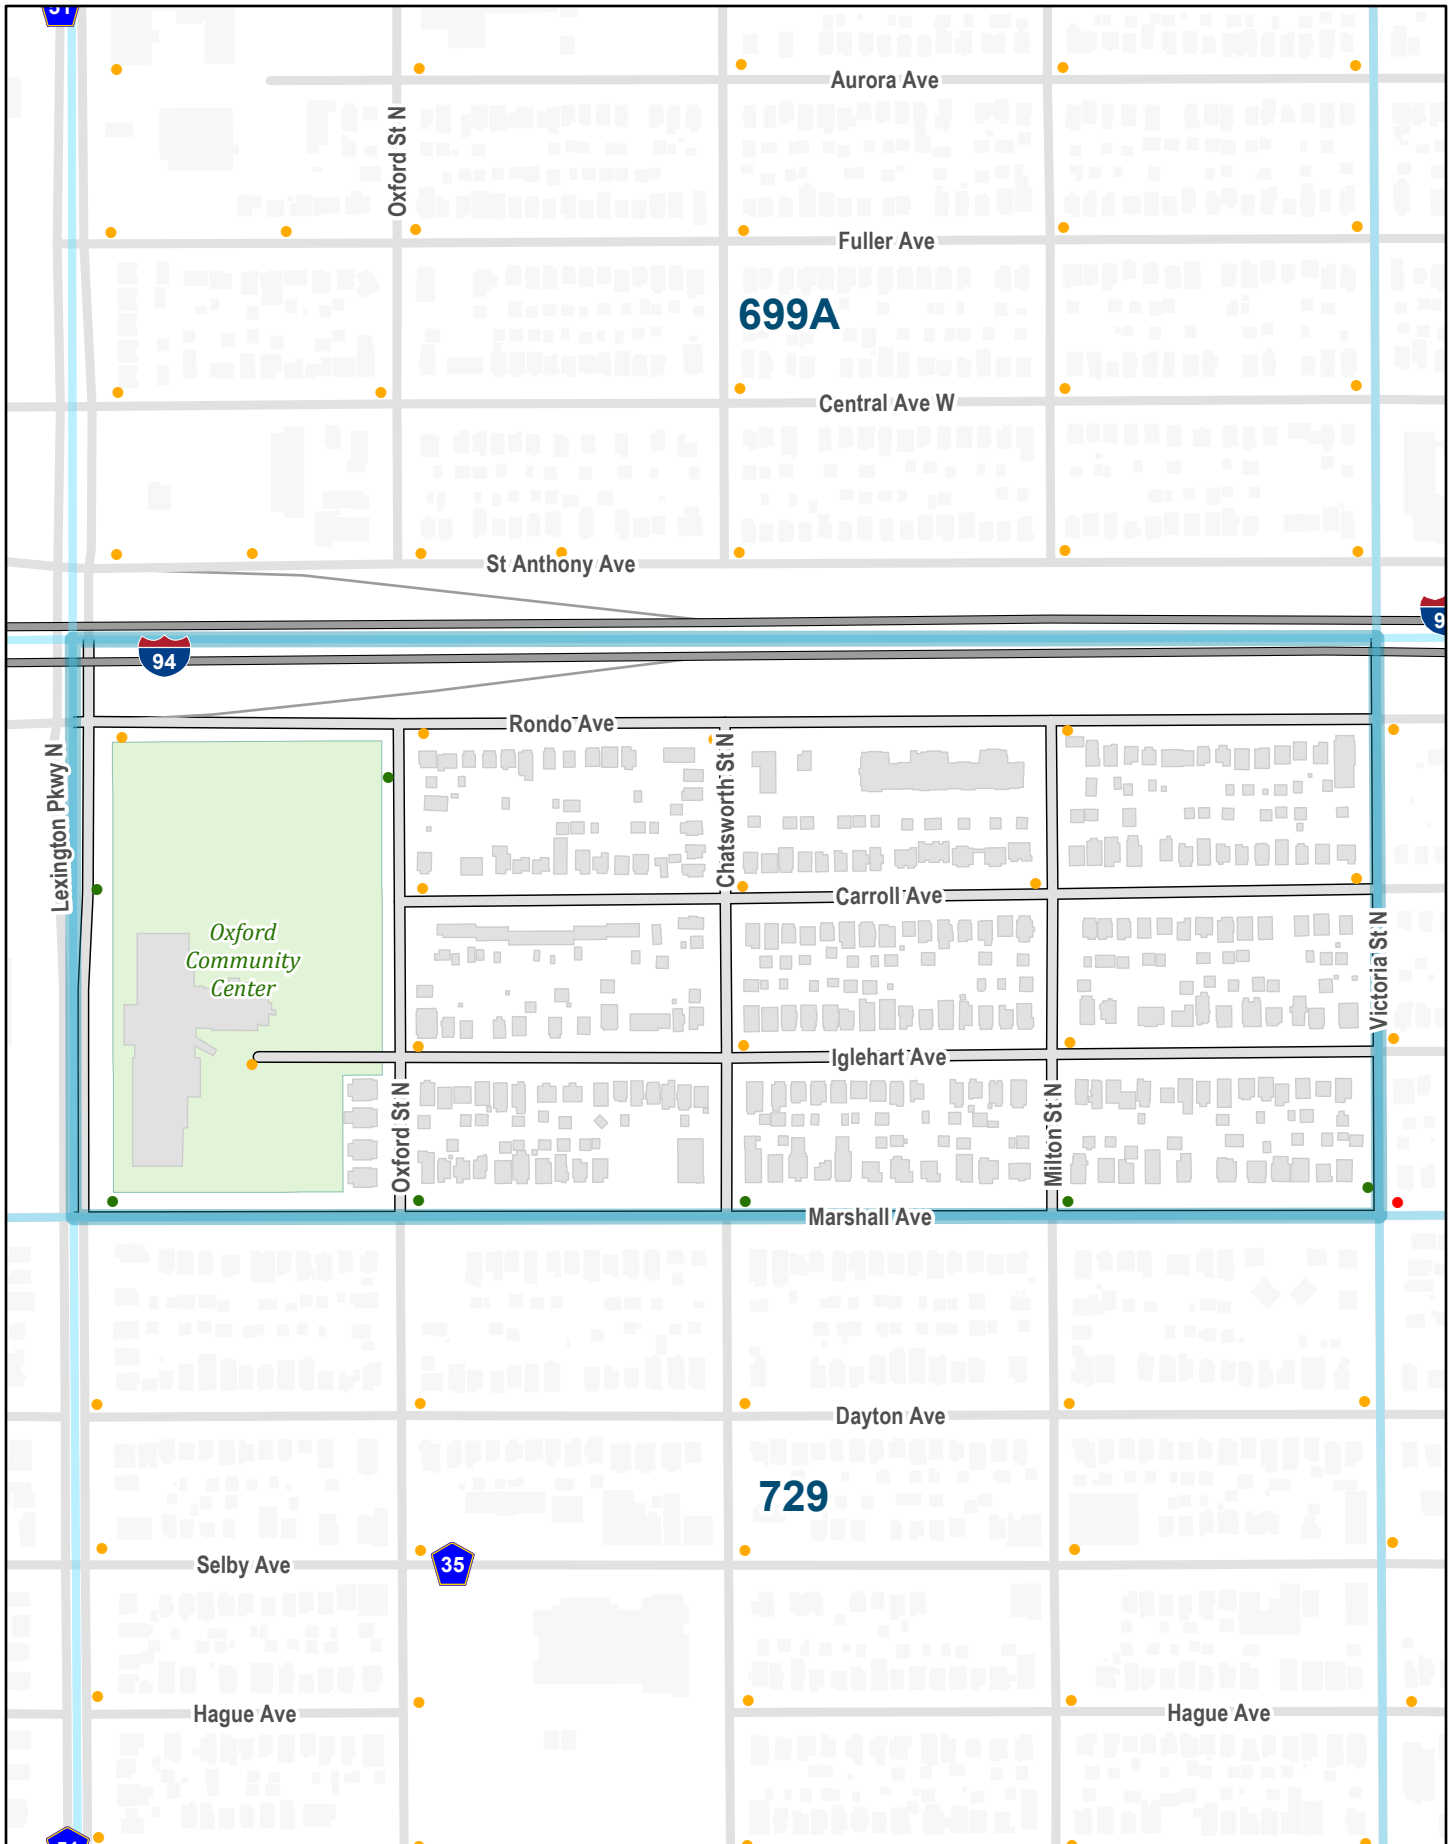 51
Aurora Ave
Oxford St N
Fuller Ave
699A
Central Ave W
St Anthony Ave
9
94
Rondo Ave
Chatsworth St N
Lexington Pkwy N
Carroll Ave
Oxford
Community
Center
Victoria St N
Iglehart Ave
Oxford St N
Milton St N
Marshall Ave
Dayton Ave
729
Selby Ave
35
Hague Ave
Hague Ave